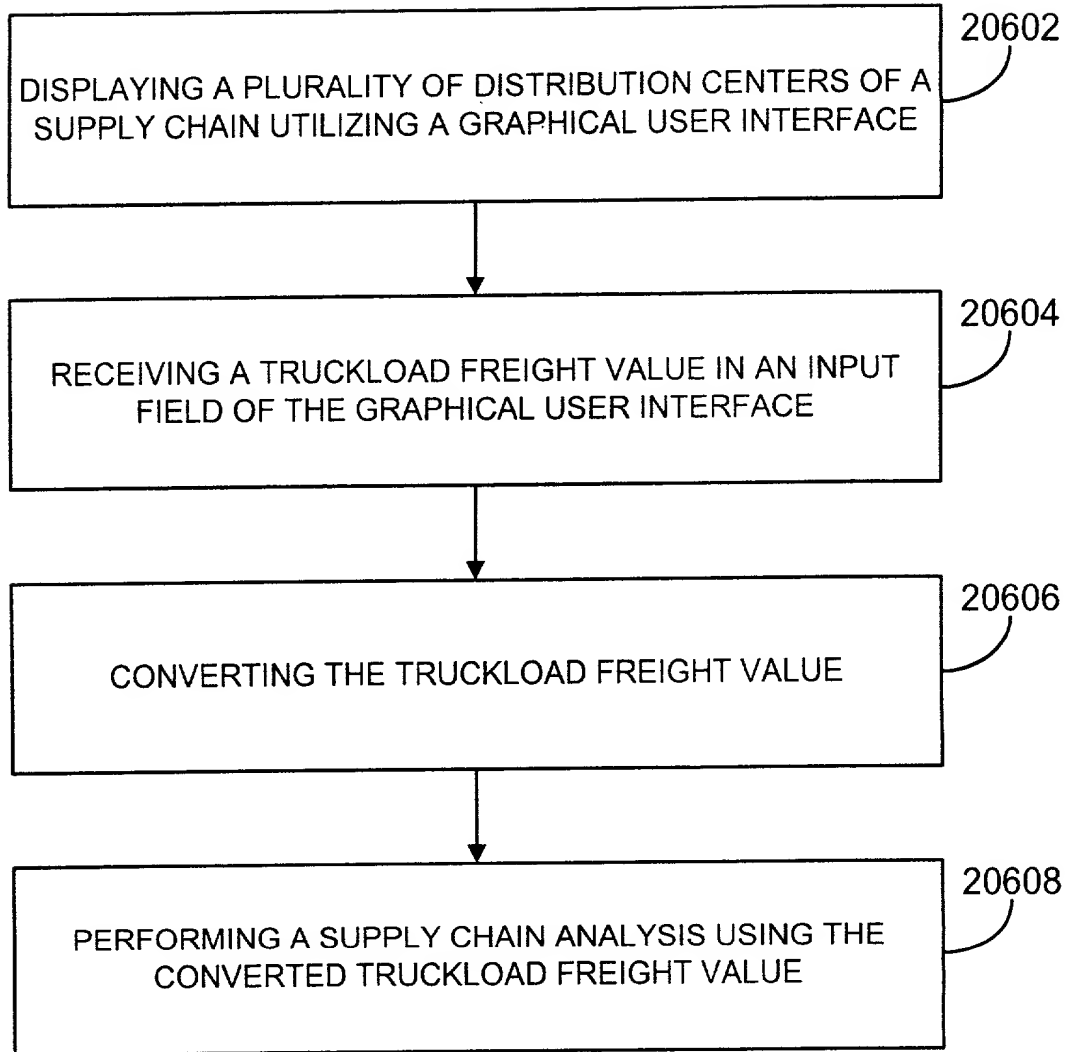 20602
DISPLAYING A PLURALITY OF DISTRIBUTION CENTERS OF A
SUPPLY CHAIN UTILIZING A GRAPHICAL USER INTERFACE
20604
RECEIVING A TRUCKLOAD FREIGHT VALUE IN AN INPUT
FIELD OF THE GRAPHICAL USER INTERFACE
20606
CONVERTING THE TRUCKLOAD FREIGHT VALUE
20608
PERFORMING A SUPPLY CHAIN ANALYSIS USING THE
CONVERTED TRUCKLOAD FREIGHT VALUE